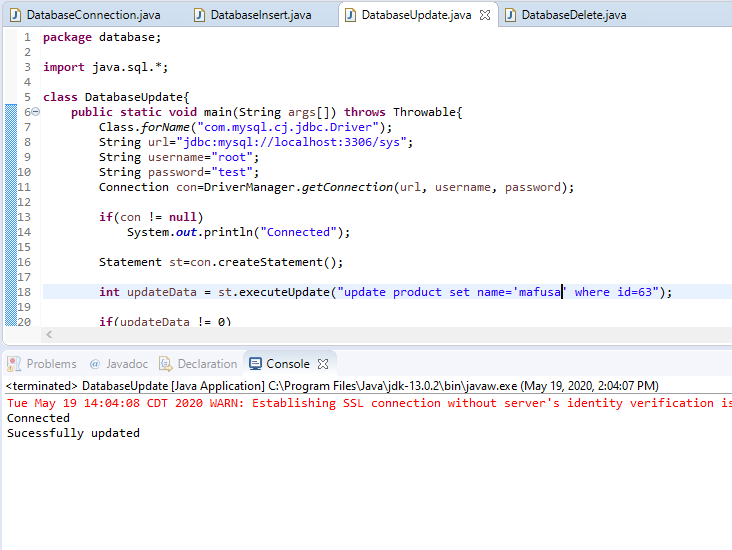 DatabaseConnection.java DatabaseInsert.java DatabaseUpdate.java DatabaseDelete.java
1 package database;
2
3 import java.sql.*;
4
5 class DatabaseUpdate{
6 public static void main(String args[]) throws Throwable{
7 Class.forName("com.mysql.cj.jdbc.Driver");
8 String url="jdbc:mysql://localhost:3306/sys";
9 String username="root";
10 String password="test";
11 Connection con=DriverManager.getConnection(url, username, password);
12
13 if(con != null)
14 System.out.println("Connected");
15
16 Statement st=con.createStatement();
17
18 int updateData = st.executeUpdate("update product set name='mafusa' where id=63");
19
20 if(updateData != 0)
Problems @ Javadoc Declaration Console
<terminated> DatabaseUpdate [Java Application] C:\Program Files\Java\jdk-13.0.2\bin\javaw.exe (May 19, 2020, 2:04:07 PM)
Tue May 19 14:04:08 CDT 2020 WARN: Establishing SSL connection without server's identity verification is
Connected
Sucessfully updated